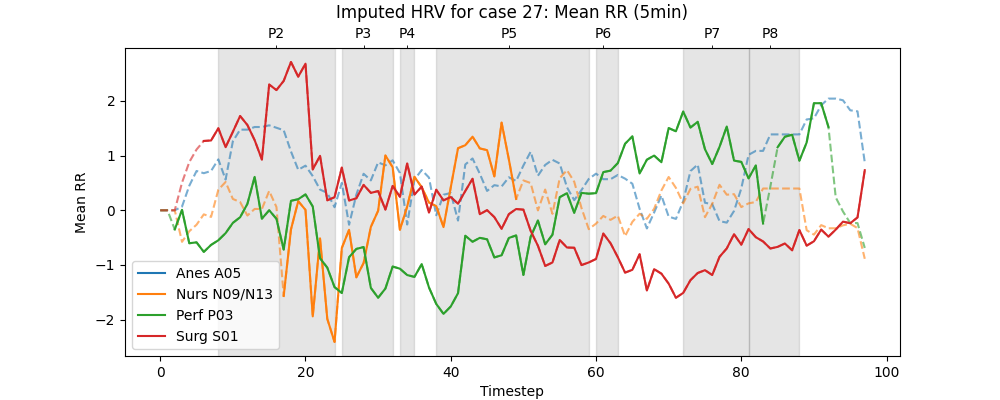 Imputed HRV for case 27: Mean RR (5min)
P2 P3 P4 P5 P6 P7 P8
Mean RR
2
1
0
−1
−2
Anes A05
Nurs N09/N13
Perf P03
Surg S01
0 20 40 60 80 100
Timestep